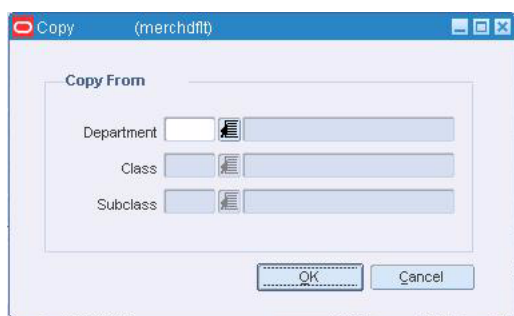 Copy (merchdflt)
Copy From
Department
Class
Subclass
OK Cancel